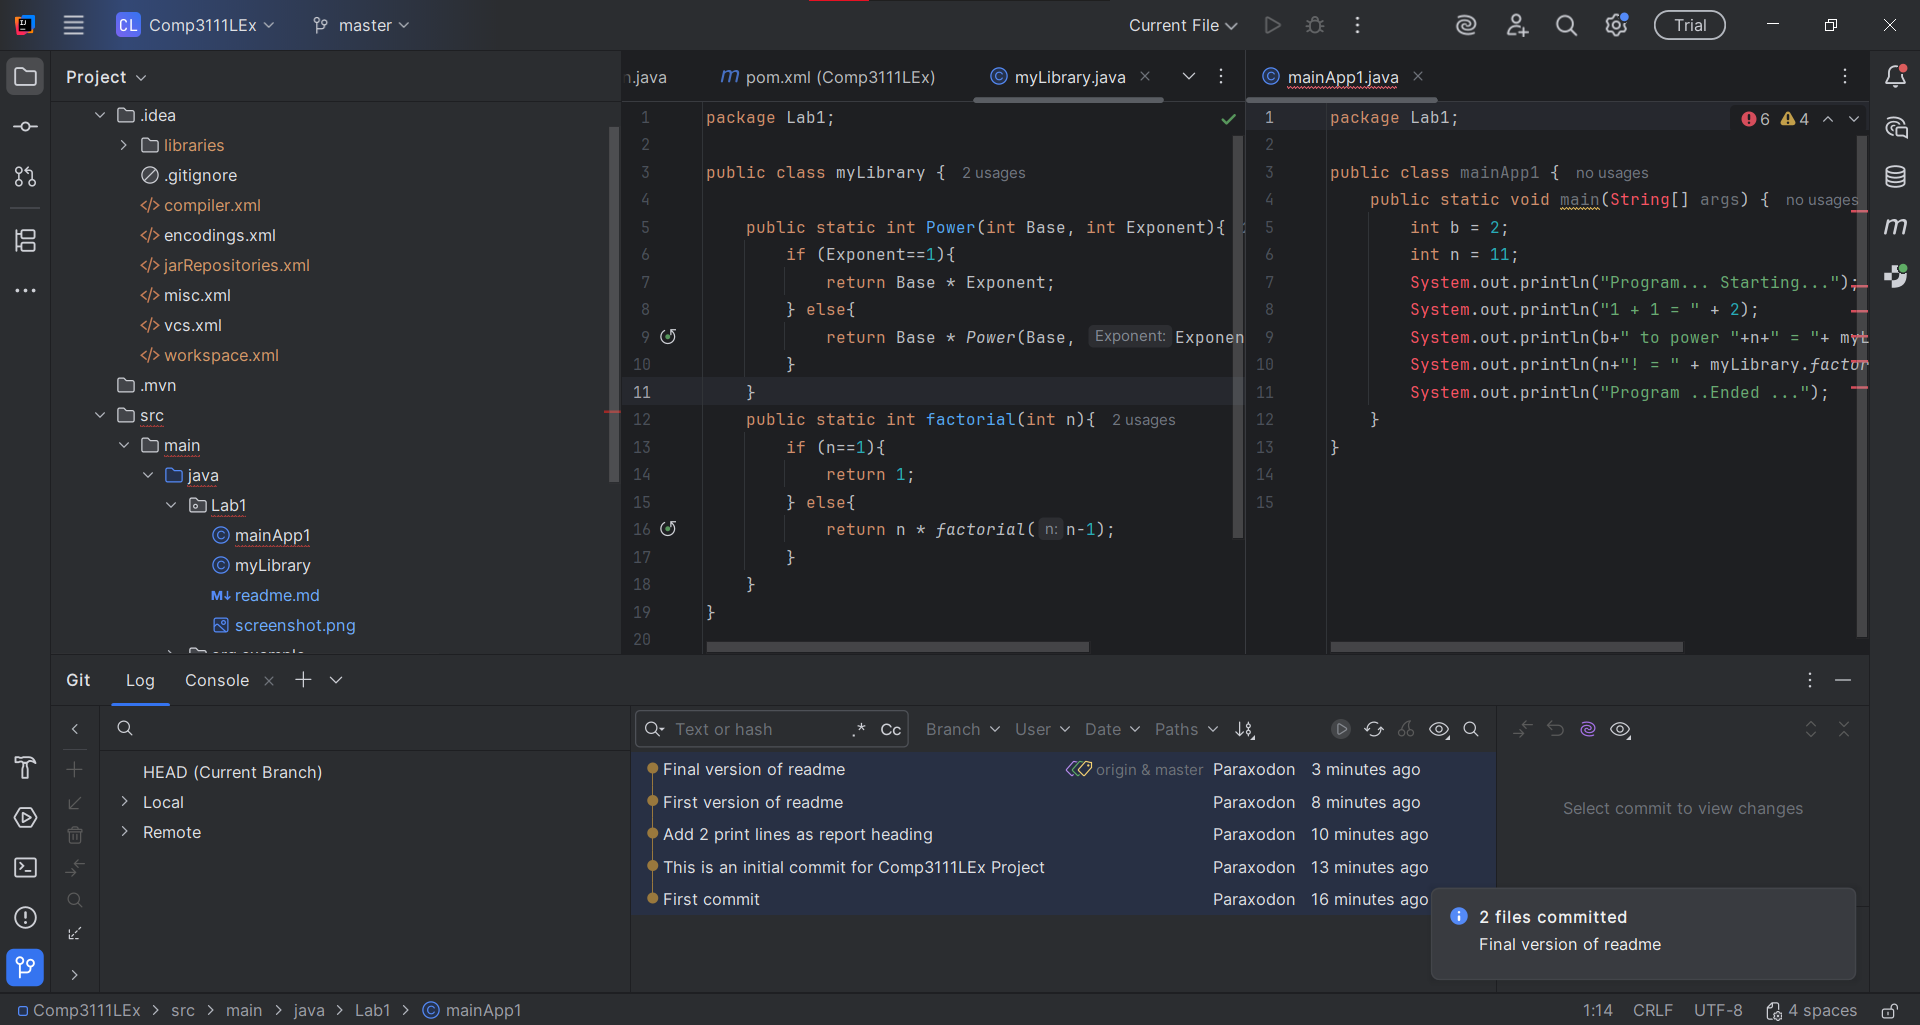 CL Comp3111LEx master Current File Trial
Project
.idea
libraries
.gitignore
compiler.xml
encodings.xml
jarRepositories.xml
misc.xml
vcs.xml
workspace.xml
.mvn
src
main
java
Lab1
mainApp1
myLibrary
readme.md
screenshot.png
.java pom.xml (Comp3111LEx) myLibrary.java
1 package Lab1;
2
3 public class myLibrary { 2 usages
4
5 public static int Power(int Base, int Exponent){
6 if (Exponent==1){
7 return Base * Exponent;
8 } else{
9 return Base * Power(Base, Exponent: Exponen
10 }
11 }
12 public static int factorial(int n){ 2 usages
13 if (n==1){
14 return 1;
15 } else{
16 return n * factorial( n: n-1);
17 }
18 }
19 }
20
mainApp1.java
6 4
1 package Lab1;
2
3 public class mainApp1 { no usages
4 public static void main(String[] args) { no usages
5 int b = 2;
6 int n = 11;
7 System.out.println("Program... Starting...");
8 System.out.println("1 + 1 = " + 2);
9 System.out.println(b+" to power "+n+" = "+ myL
10 System.out.println(n+"! = " + myLibrary.factor
11 System.out.println("Program ..Ended ...");
12 }
13 }
14
15
Git Log Console
HEAD (Current Branch)
Local
Remote
Text or hash .* Cc Branch User Date Paths
Final version of readme origin & master Paraxodon 3 minutes ago
First version of readme Paraxodon 8 minutes ago
Add 2 print lines as report heading Paraxodon 10 minutes ago
This is an initial commit for Comp3111LEx Project Paraxodon 13 minutes ago
First commit Paraxodon 16 minutes ago
Select commit to view changes
2 files committed
Final version of readme
Comp3111LEx > src > main > java > Lab1 > mainApp1 1:14 CRLF UTF-8 4 spaces